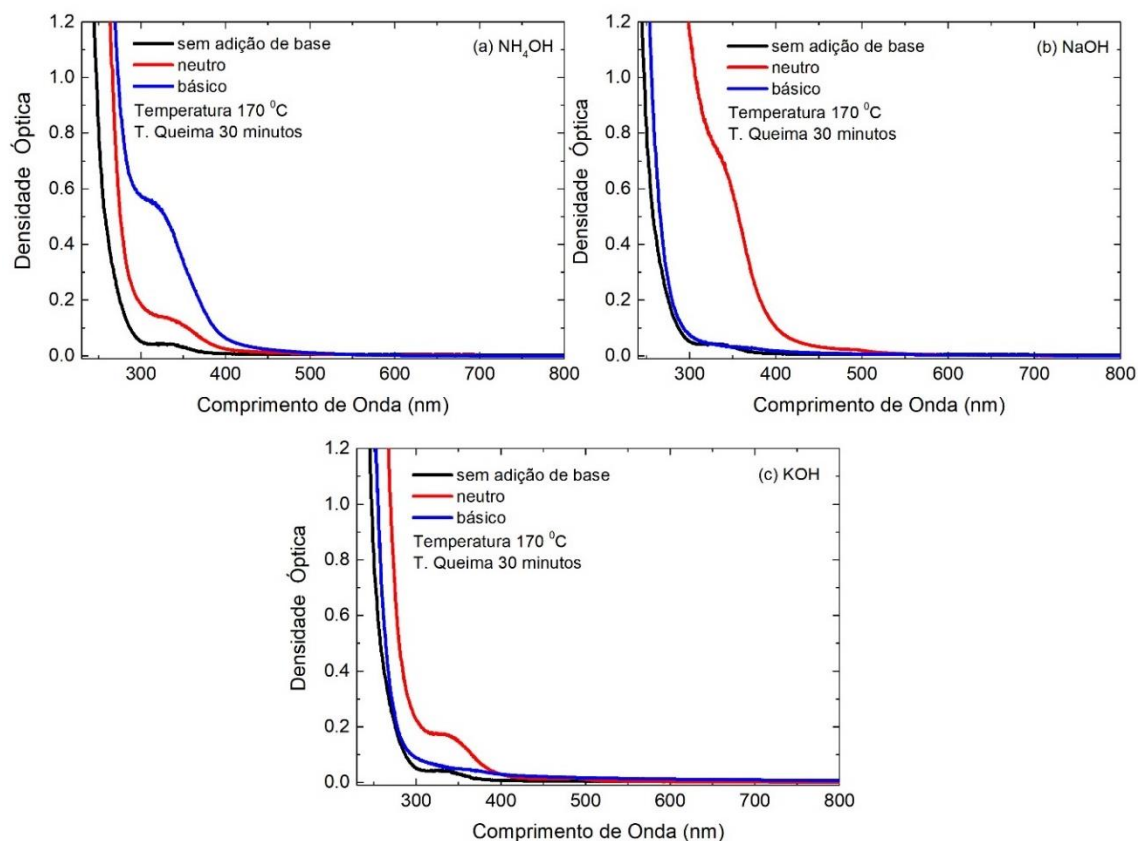 (a) NH₄OH
sem adição de base
neutro
básico
Temperatura 170 ⁰C
T. Queima 30 minutos
Densidade Óptica
1.2
1.0
0.8
0.6
0.4
0.2
0.0
300 400 500 600 700 800
Comprimento de Onda (nm)
(b) NaOH
sem adição de base
neutro
básico
Temperatura 170 ⁰C
T. Queima 30 minutos
Densidade Óptica
1.2
1.0
0.8
0.6
0.4
0.2
0.0
300 400 500 600 700 800
Comprimento de Onda (nm)
(c) KOH
sem adição de base
neutro
básico
Temperatura 170 ⁰C
T. Queima 30 minutos
Densidade Óptica
1.2
1.0
0.8
0.6
0.4
0.2
0.0
300 400 500 600 700 800
Comprimento de Onda (nm)